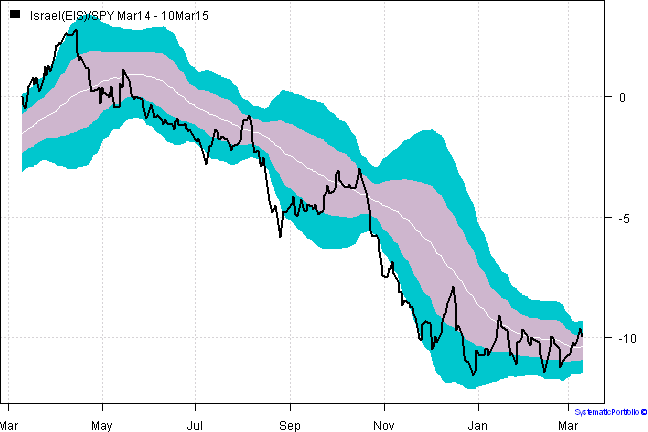 Israel(EIS)/SPY Mar14 - 10Mar15
0
-5
-10
Mar May Jul Sep Nov Jan Mar
SystematicPortfolio ©